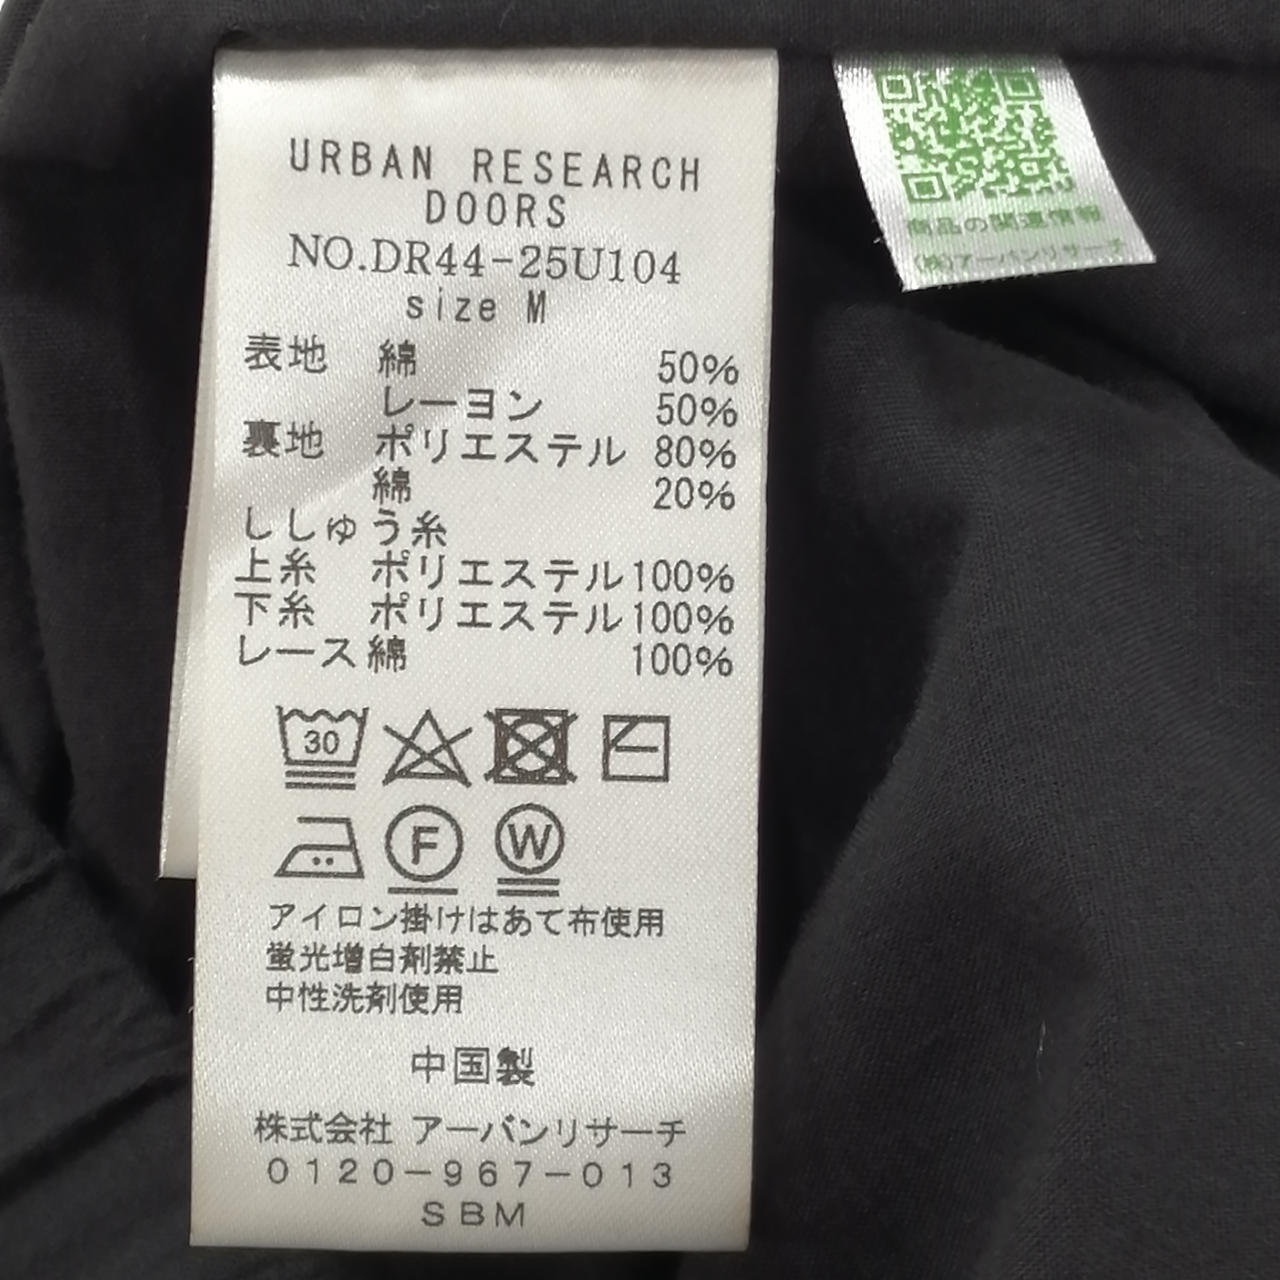 URBAN RESEARCH
DOORS
NO.DR44-25U104
size M
表地 綿 50%
レーヨン 50%
裏地 ポリエステル 80%
綿 20%
ししゅう糸
上糸 ポリエステル100%
下糸 ポリエステル100%
レース綿 100%
30
F W
アイロン掛けはあて布使用
蛍光増白剤禁止
中性洗剤使用
中国製
株式会社 アーバンリサーチ
0120-967-013
SBM
商品の関連情報
(株)アーバンリサーチ